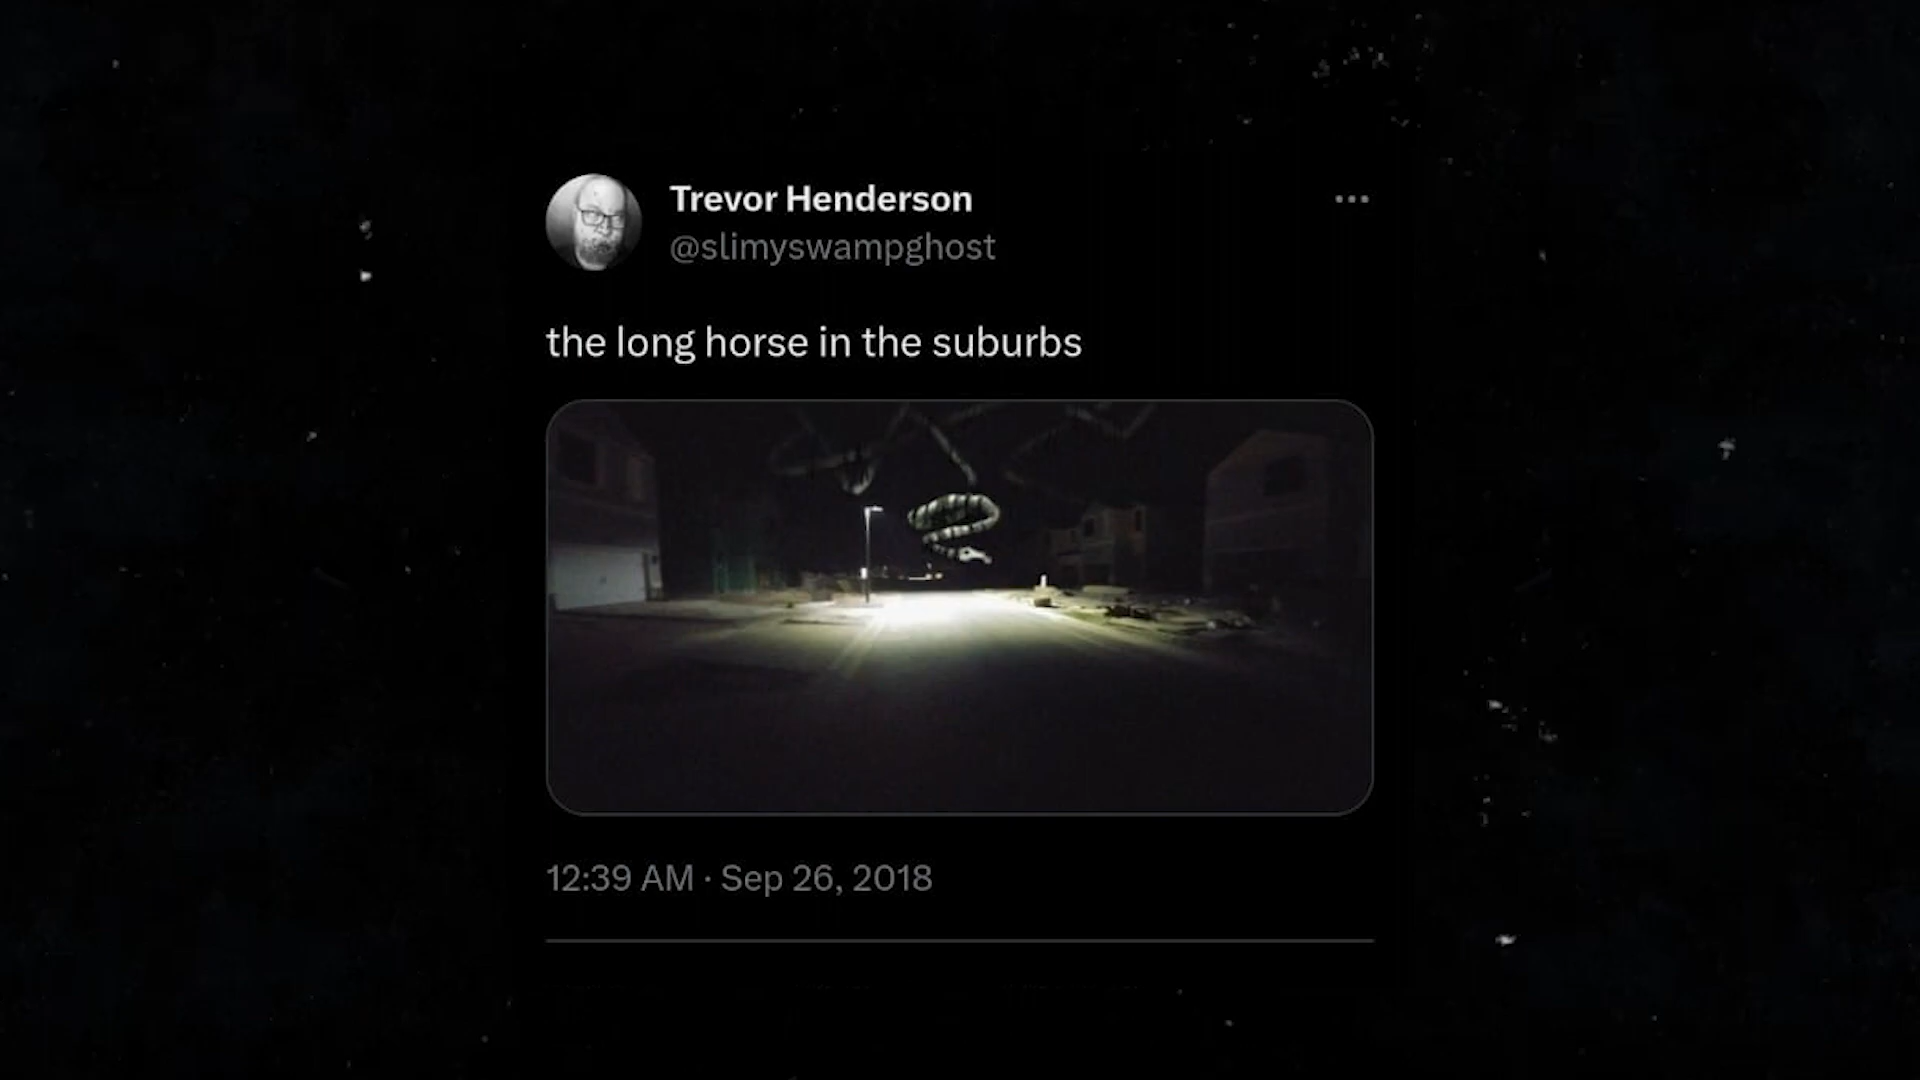 Trevor Henderson
@slimyswampghost
the long horse in the suburbs
12:39 AM · Sep 26, 2018